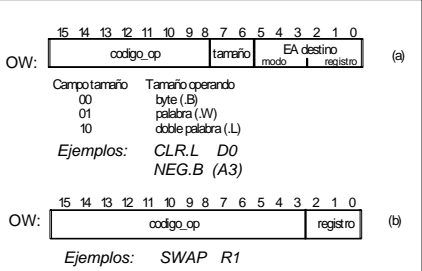 15 14 13 12 11 10 9 8 7 6 5 4 3 2 1 0
OW: codigo_op tamaño EA destino (a)
modo registro
Campo tamaño Tamaño operando
00 byte (.B)
01 palabra (.W)
10 doble palabra (.L)
Ejemplos: CLR.L D0
NEG.B (A3)
15 14 13 12 11 10 9 8 7 6 5 4 3 2 1 0
OW: codigo_op registro (b)
Ejemplos: SWAP R1